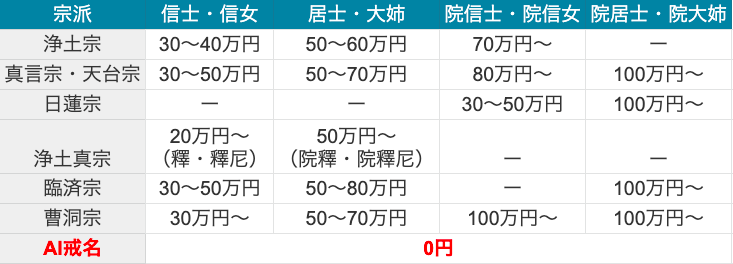 宗派 信士・信女 居士・大姉 院信士・院信女 院居士・院大姉
浄土宗 30〜40万円 50〜60万円 70万円〜 ー
真言宗・天台宗 30〜50万円 50〜70万円 80万円〜 100万円〜
日蓮宗 ー ー 30〜50万円 100万円〜
浄土真宗 20万円〜 50万円〜 ー ー
（釋・釋尼） （院釋・院釋尼）
臨済宗 30〜50万円 50〜80万円 ー 100万円〜
曹洞宗 30万円〜 50〜70万円 100万円〜 100万円〜
AI戒名 0円